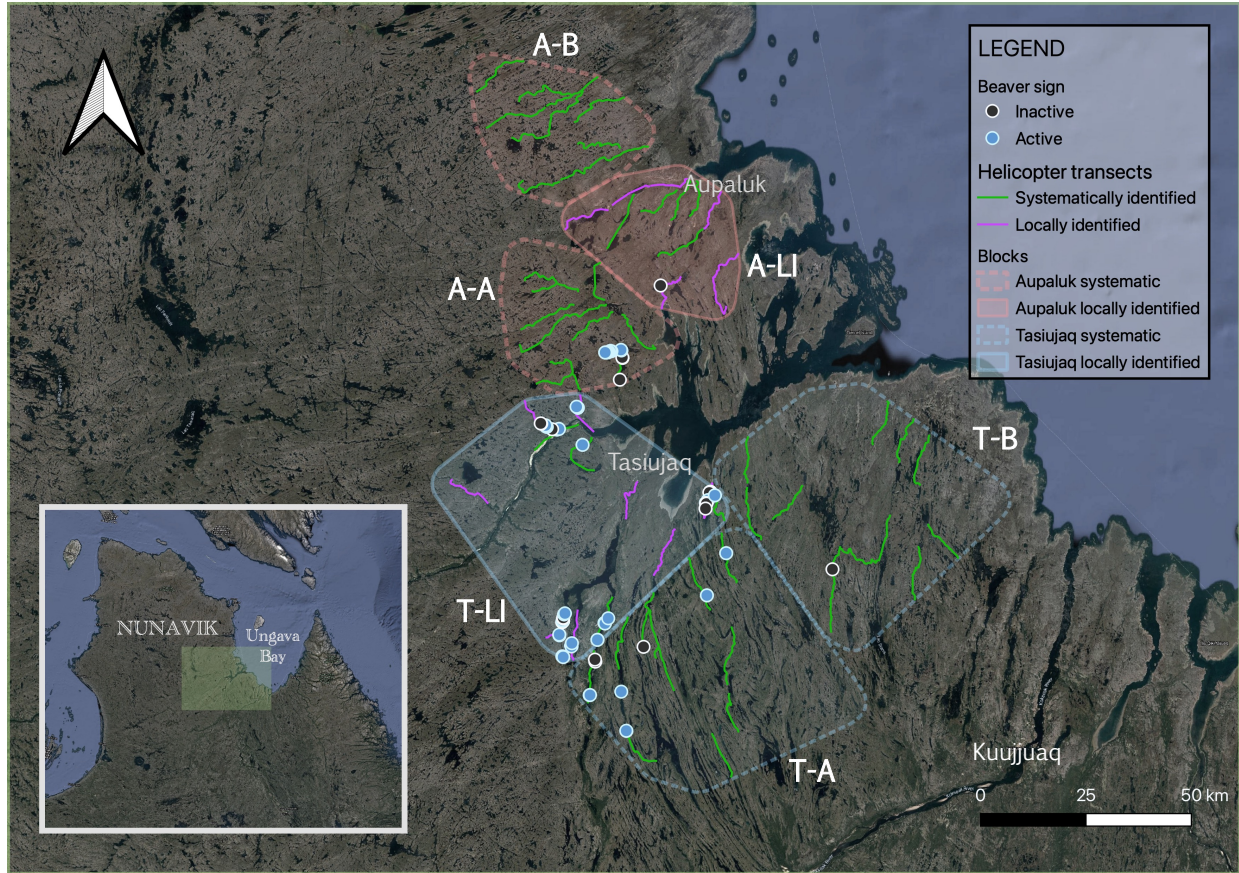 A-B
LEGEND
Beaver sign
Inactive
Active
Helicopter transects
Systematically identified
Locally identified
Blocks
Aupaluk systematic
Aupaluk locally identified
Tasiujaq systematic
Tasiujaq locally identified
Aupaluk
A-LI
A-A
Tasiujaq
T-B
T-LI
T-A
Kuujjuaq
0 25 50 km
NUNAVIK
Ungava
Bay